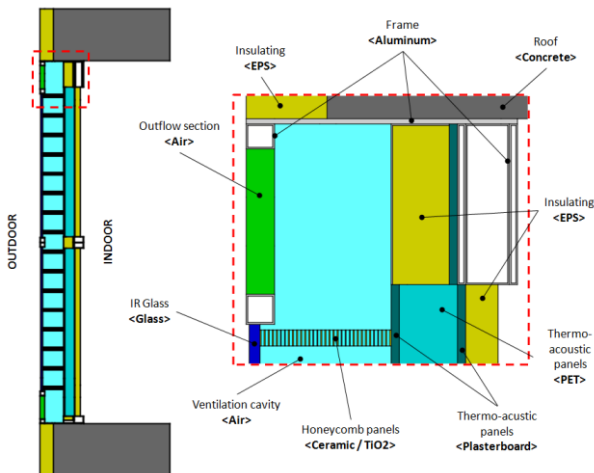 Frame
<Aluminum>
Insulating
<EPS>
Roof
<Concrete>
Outflow section
<Air>
OUTDOOR
INDOOR
Insulating
<EPS>
IR Glass
<Glass>
Thermo-
acoustic
panels
<PET>
Ventilation cavity
<Air>
Honeycomb panels
<Ceramic / TiO2>
Thermo-acustic
panels
<Plasterboard>